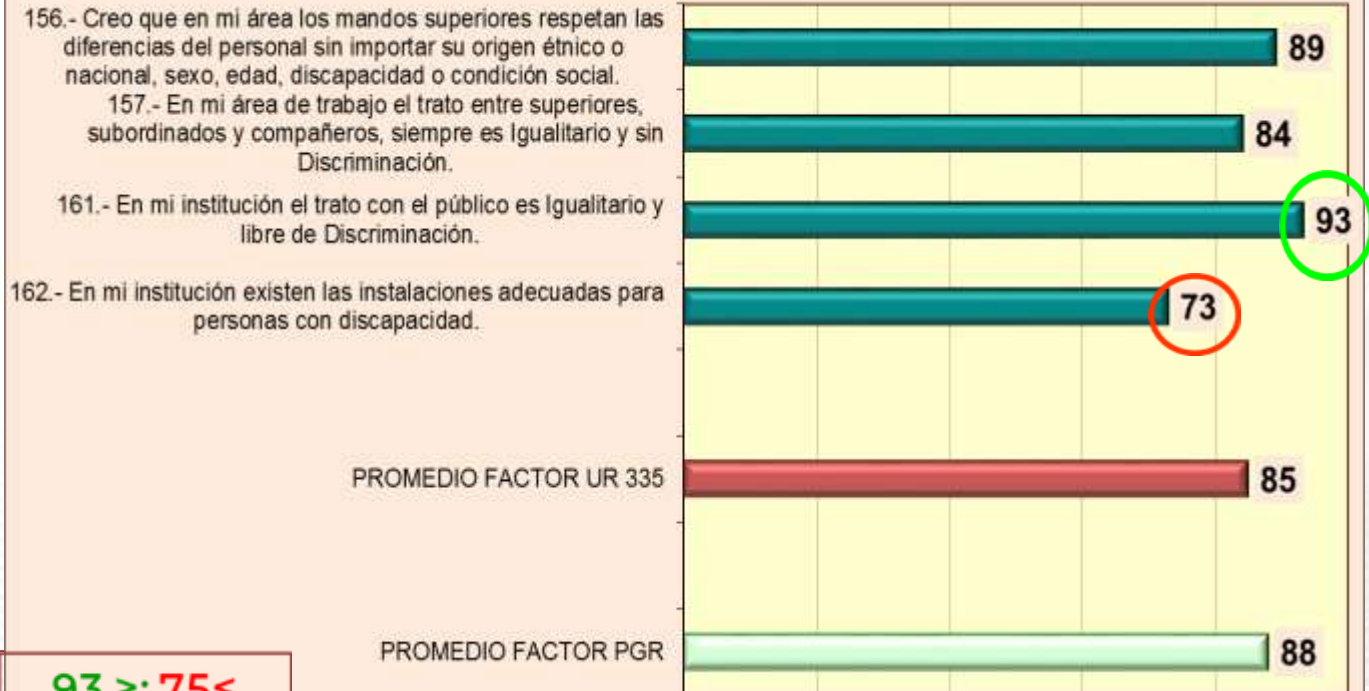 156.- Creo que en mi área los mandos superiores respetan las
diferencias del personal sin importar su origen étnico o
nacional, sexo, edad, discapacidad o condición social.
89
157.- En mi área de trabajo el trato entre superiores,
subordinados y compañeros, siempre es Igualitario y sin
Discriminación.
84
161.- En mi institución el trato con el público es Igualitario y
libre de Discriminación.
93
162.- En mi institución existen las instalaciones adecuadas para
personas con discapacidad.
73
PROMEDIO FACTOR UR 335
85
PROMEDIO FACTOR PGR
88
93 >: 75<